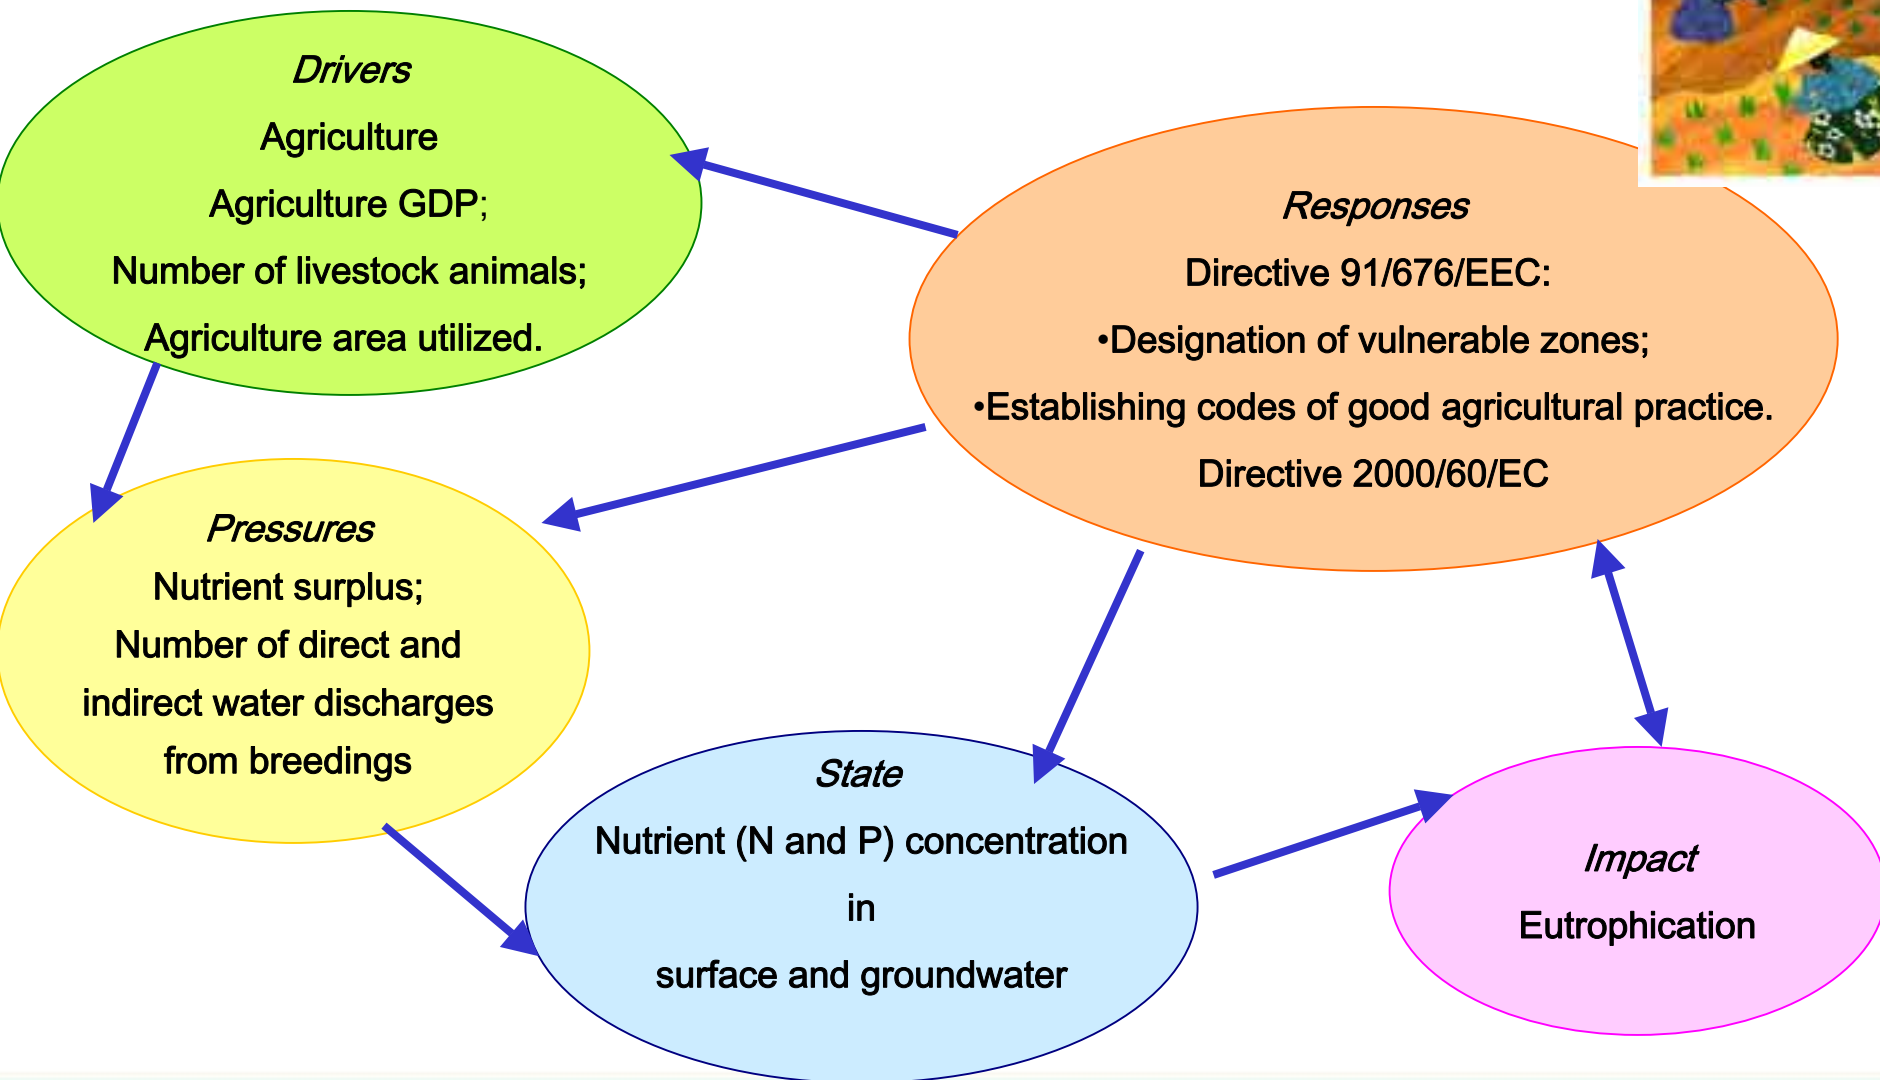 Drivers
Agriculture
Agriculture GDP;
Number of livestock animals;
Agriculture area utilized.
Responses
Directive 91/676/EEC:
•Designation of vulnerable zones;
•Establishing codes of good agricultural practice.
Directive 2000/60/EC
Pressures
Nutrient surplus;
Number of direct and
indirect water discharges
from breedings
State
Nutrient (N and P) concentration
in
surface and groundwater
Impact
Eutrophication